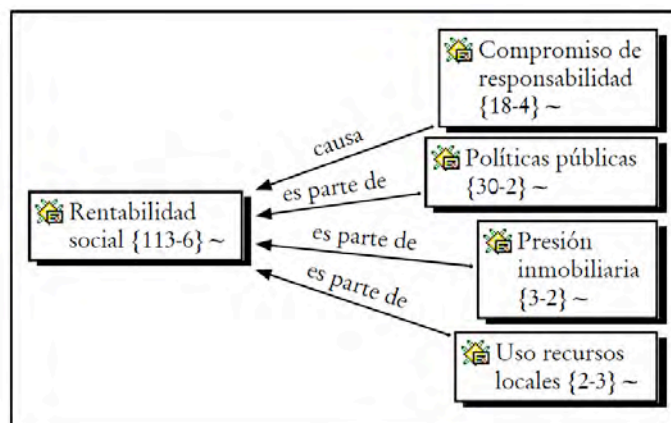 Compromiso de
responsabilidad
{18-4} ~
causa
Políticas públicas
{30-2} ~
es parte de
Rentabilidad
social {113-6} ~
es parte de
Presión
inmobiliaria
{3-2} ~
es parte de
Uso recursos
locales {2-3} ~